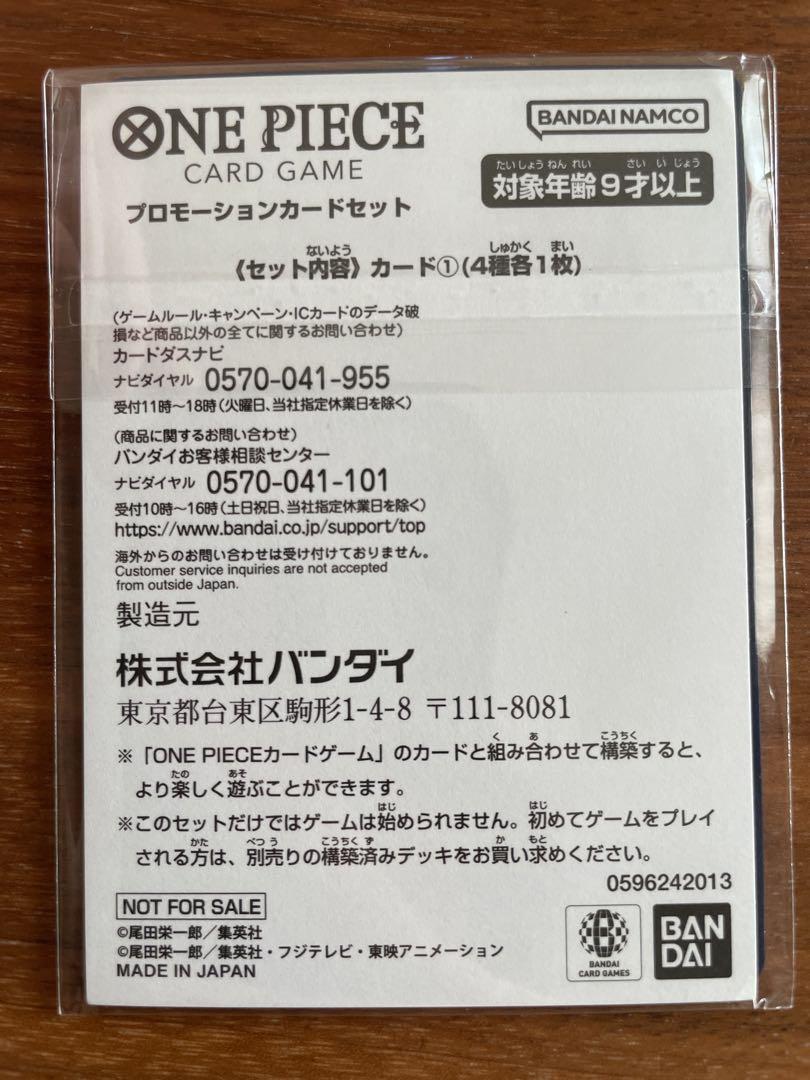 ONE PIECE
CARD GAME
プロモーションカードセット
BANDAI NAMCO
たいしょうねんれい さいいじょう
対象年齢9才以上
ないよう しゅかく まい
《セット内容》カード①(4種各1枚)
(ゲームルール・キャンペーン・ICカードのデータ破
損など商品以外の全てに関するお問い合わせ)
カードダスナビ
ナビダイヤル 0570-041-955
受付11時〜18時(火曜日、当社指定休業日を除く)
(商品に関するお問い合わせ)
バンダイお客様相談センター
ナビダイヤル 0570-041-101
受付10時〜16時(土日祝日、当社指定休業日を除く)
https://www.bandai.co.jp/support/top
海外からのお問い合わせは受け付けておりません。
Customer service inquiries are not accepted
from outside Japan.
製造元
株式会社バンダイ
東京都台東区駒形1-4-8 〒111-8081
く あ こうちく
※「ONE PIECEカードゲーム」のカードと組み合わせて構築すると、
たの あそ
より楽しく遊ぶことができます。
はじ はじ
※このセットだけではゲームは始められません。初めてゲームをプレイ
かた べつう こうちくず か もと
される方は、別売りの構築済みデッキをお買い求めください。
0596242013
NOT FOR SALE
©尾田栄一郎/集英社
©尾田栄一郎/集英社・フジテレビ・東映アニメーション
MADE IN JAPAN
BANDAI
CARD GAMES
BAN
DAI